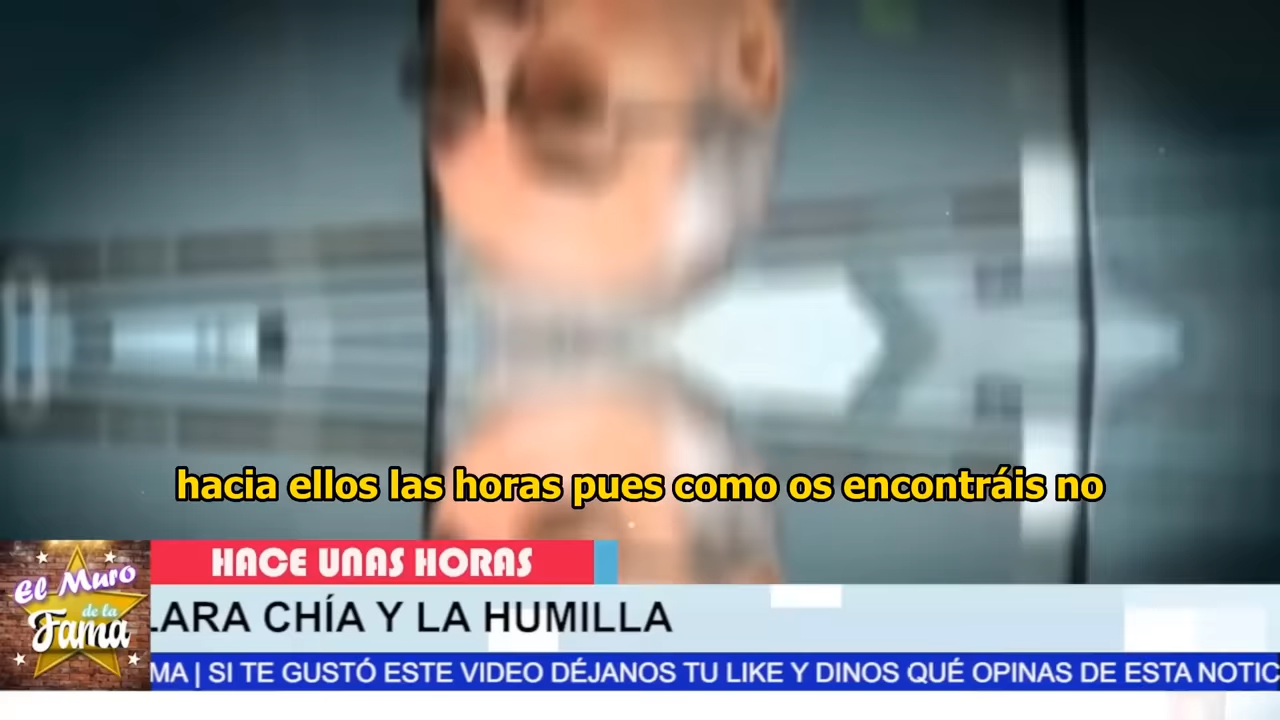 hacia ellos las horas pues como os encontráis no
HACE UNAS HORAS
El Muro
de la
Fama
LARA CHÍA Y LA HUMILLA
MA | SI TE GUSTÓ ESTE VIDEO DÉJANOS TU LIKE Y DINOS QUÉ OPINAS DE ESTA NOTIC